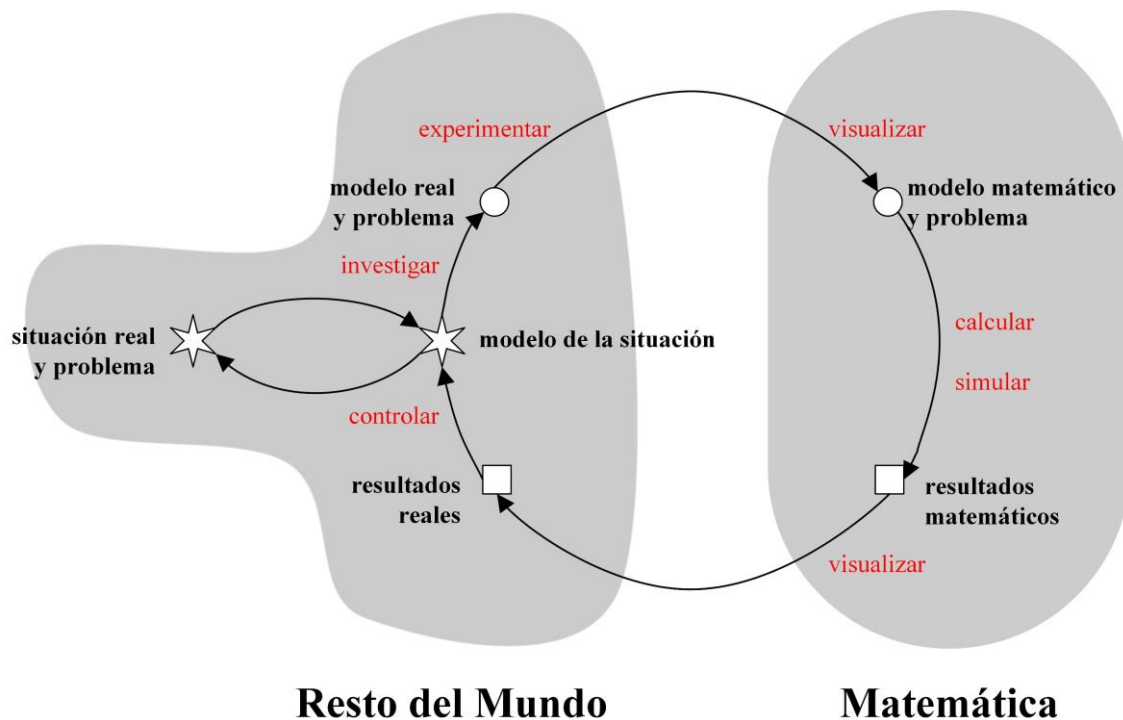 experimentar
visualizar
modelo real
y problema
modelo matemático
y problema
investigar
situación real
y problema
modelo de la situación
calcular
simular
controlar
resultados
reales
resultados
matemáticos
visualizar
Resto del Mundo
Matemática